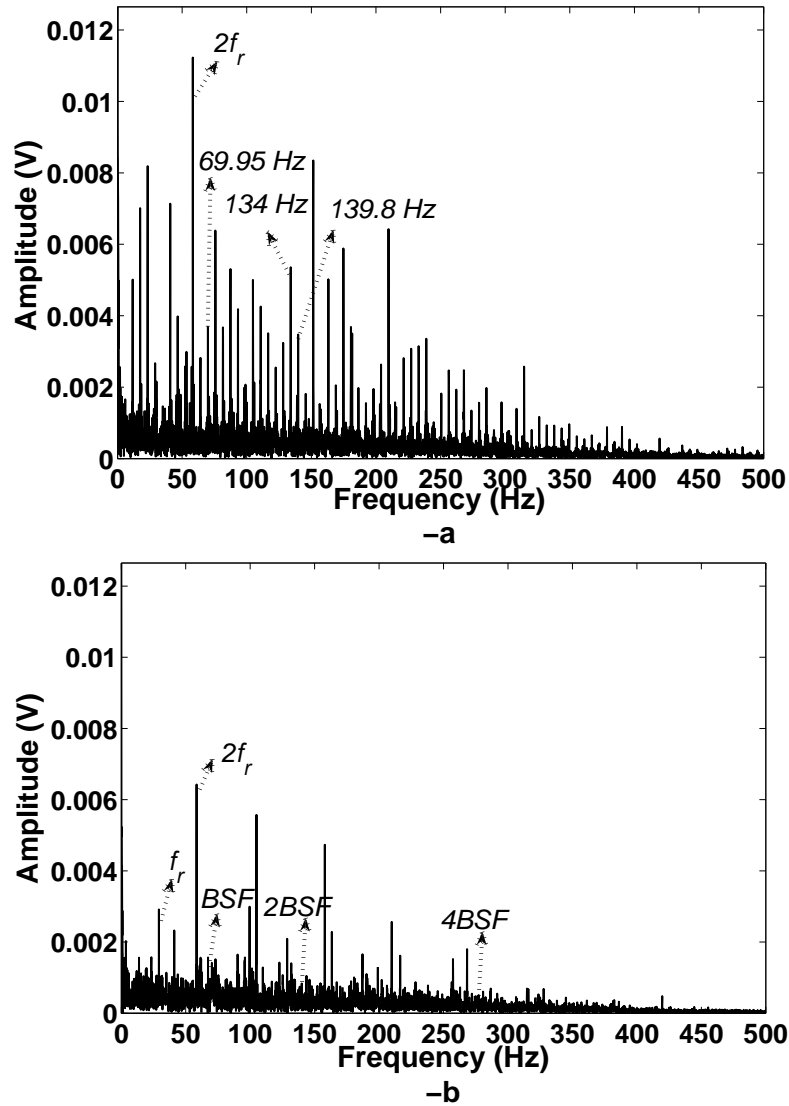 0.012
0.01
0.008
0.006
0.004
0.002
0
Amplitude (V)
2f_r
69.95 Hz
134 Hz
139.8 Hz
0 50 100 150 200 250 300 350 400 450 500
Frequency (Hz)
–a
0.012
0.01
0.008
0.006
0.004
0.002
0
Amplitude (V)
2f_r
f_r
BSF
2BSF
4BSF
0 50 100 150 200 250 300 350 400 450 500
Frequency (Hz)
–b